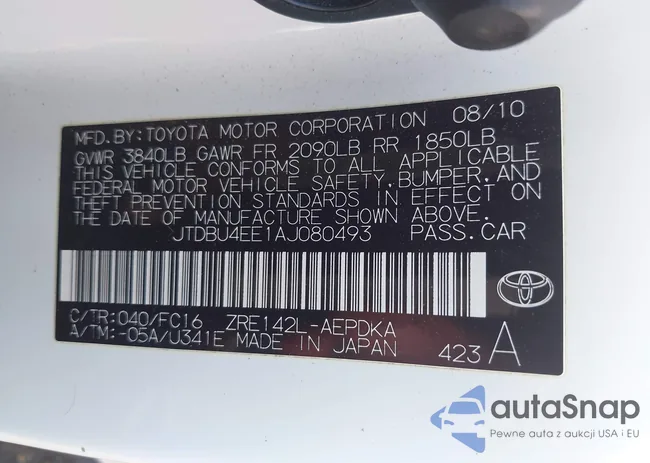 MFD. BY: TOYOTA MOTOR CORPORATION 08/10
GVWR 3840LB GAWR FR 2090LB RR 1850LB
THIS VEHICLE CONFORMS TO ALL APPLICABLE
FEDERAL MOTOR VEHICLE SAFETY, BUMPER, AND
THEFT PREVENTION STANDARDS IN EFFECT ON
THE DATE OF MANUFACTURE SHOWN ABOVE.
JTDBU4EE1AJ080493 PASS. CAR
C/TR: 040/FC16 ZRE142L-AEPDKA
A/TM: -05A/U341E MADE IN JAPAN 423 A
autaSnap
Pewne auta z aukcji USA i EU